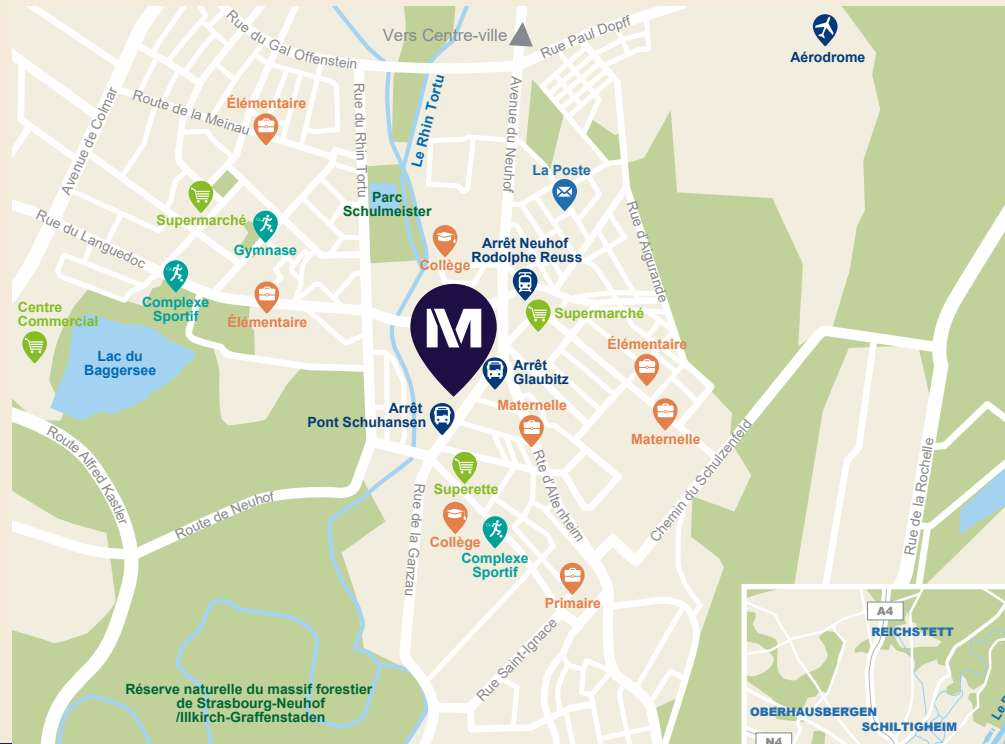 Rue du Gal Offenstein
Vers Centre-ville
Rue Paul Dopff
Aérodrome
Avenue de Colmar
Route de la Meinau
Élémentaire
Rue du Rhin Tortu
Le Rhin Tortu
Avenue du Neuhof
La Poste
Rue d'Aigurande
Parc
Schulmeister
Supermarché
Gymnase
Rue du Languedoc
Collège
Arrêt Neuhof
Rodolphe Reuss
Complexe
Sportif
Élémentaire
Centre
Commercial
Lac du
Baggersee
M
Supermarché
Élémentaire
Arrêt
Glaubitz
Arrêt
Pont Schuhansen
Maternelle
Maternelle
Route Alfred Kastler
Route de Neuhof
Superette
Rue de la Ganzau
Rte d'Altenheim
Chemin du Schulzenfeld
Rue de la Rochelle
Collège
Complexe
Sportif
Primaire
Rue Saint-Ignace
Réserve naturelle du massif forestier
de Strasbourg-Neuhof
/Illkirch-Graffenstaden
A4
REICHSTETT
OBERHAUSBERGEN
SCHILTIGHEIM
N4